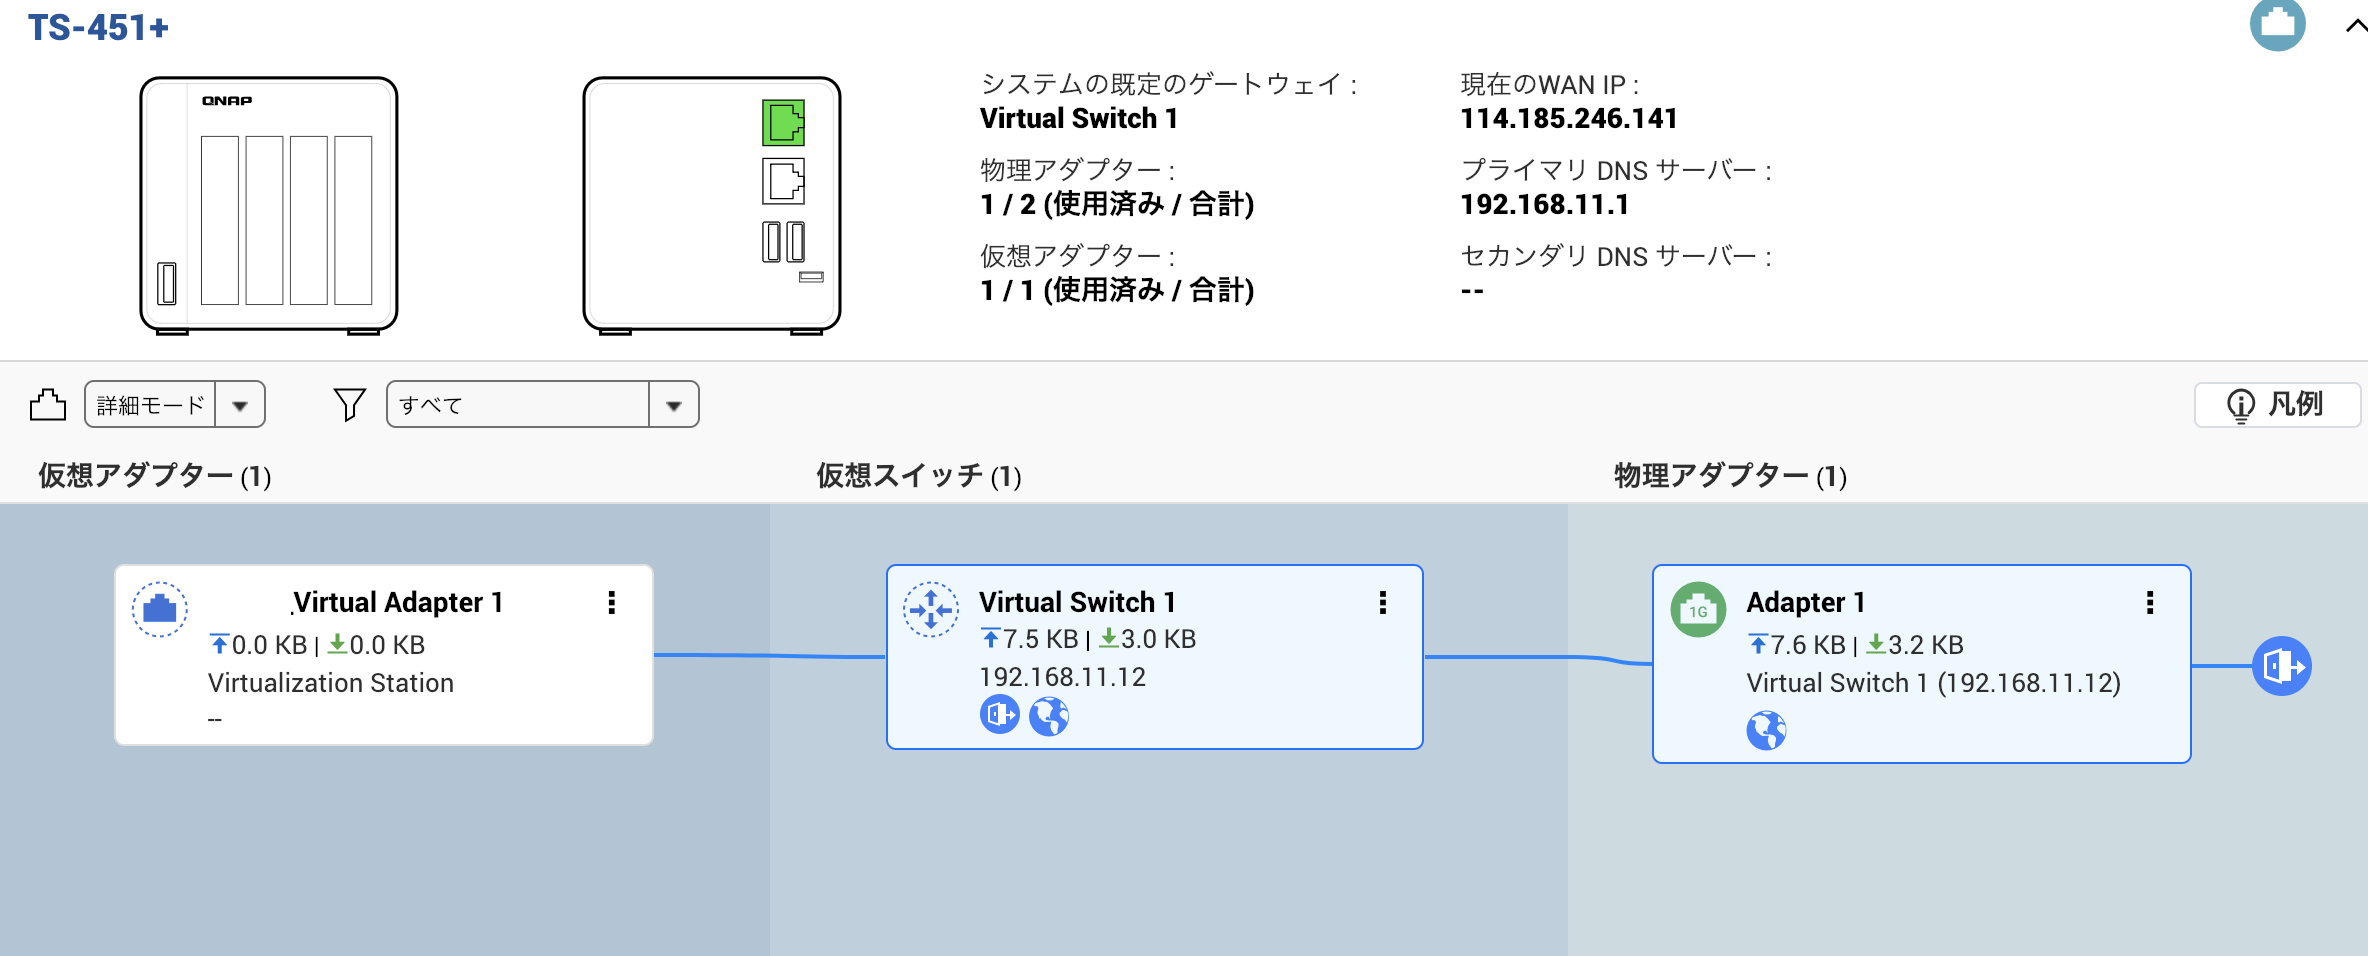 TS-451+
QNAP
システムの既定のゲートウェイ :
Virtual Switch 1
物理アダプター :
1 / 2 (使用済み / 合計)
仮想アダプター :
1 / 1 (使用済み / 合計)
現在のWAN IP :
114.185.246.141
プライマリ DNS サーバー :
192.168.11.1
セカンダリ DNS サーバー :
--
詳細モード
すべて
凡例
仮想アダプター (1)
仮想スイッチ (1)
物理アダプター (1)
.Virtual Adapter 1
0.0 KB | 0.0 KB
Virtualization Station
--
Virtual Switch 1
7.5 KB | 3.0 KB
192.168.11.12
1G
Adapter 1
7.6 KB | 3.2 KB
Virtual Switch 1 (192.168.11.12)